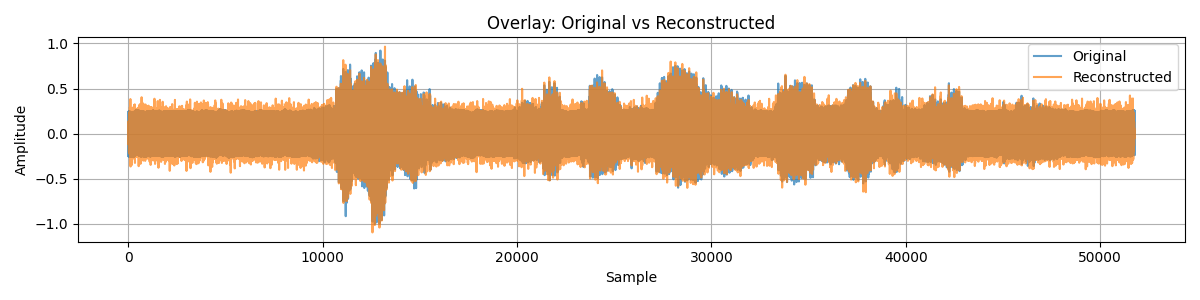 Overlay: Original vs Reconstructed
Amplitude
1.0
0.5
0.0
−0.5
−1.0
Original
Reconstructed
0 10000 20000 30000 40000 50000
Sample